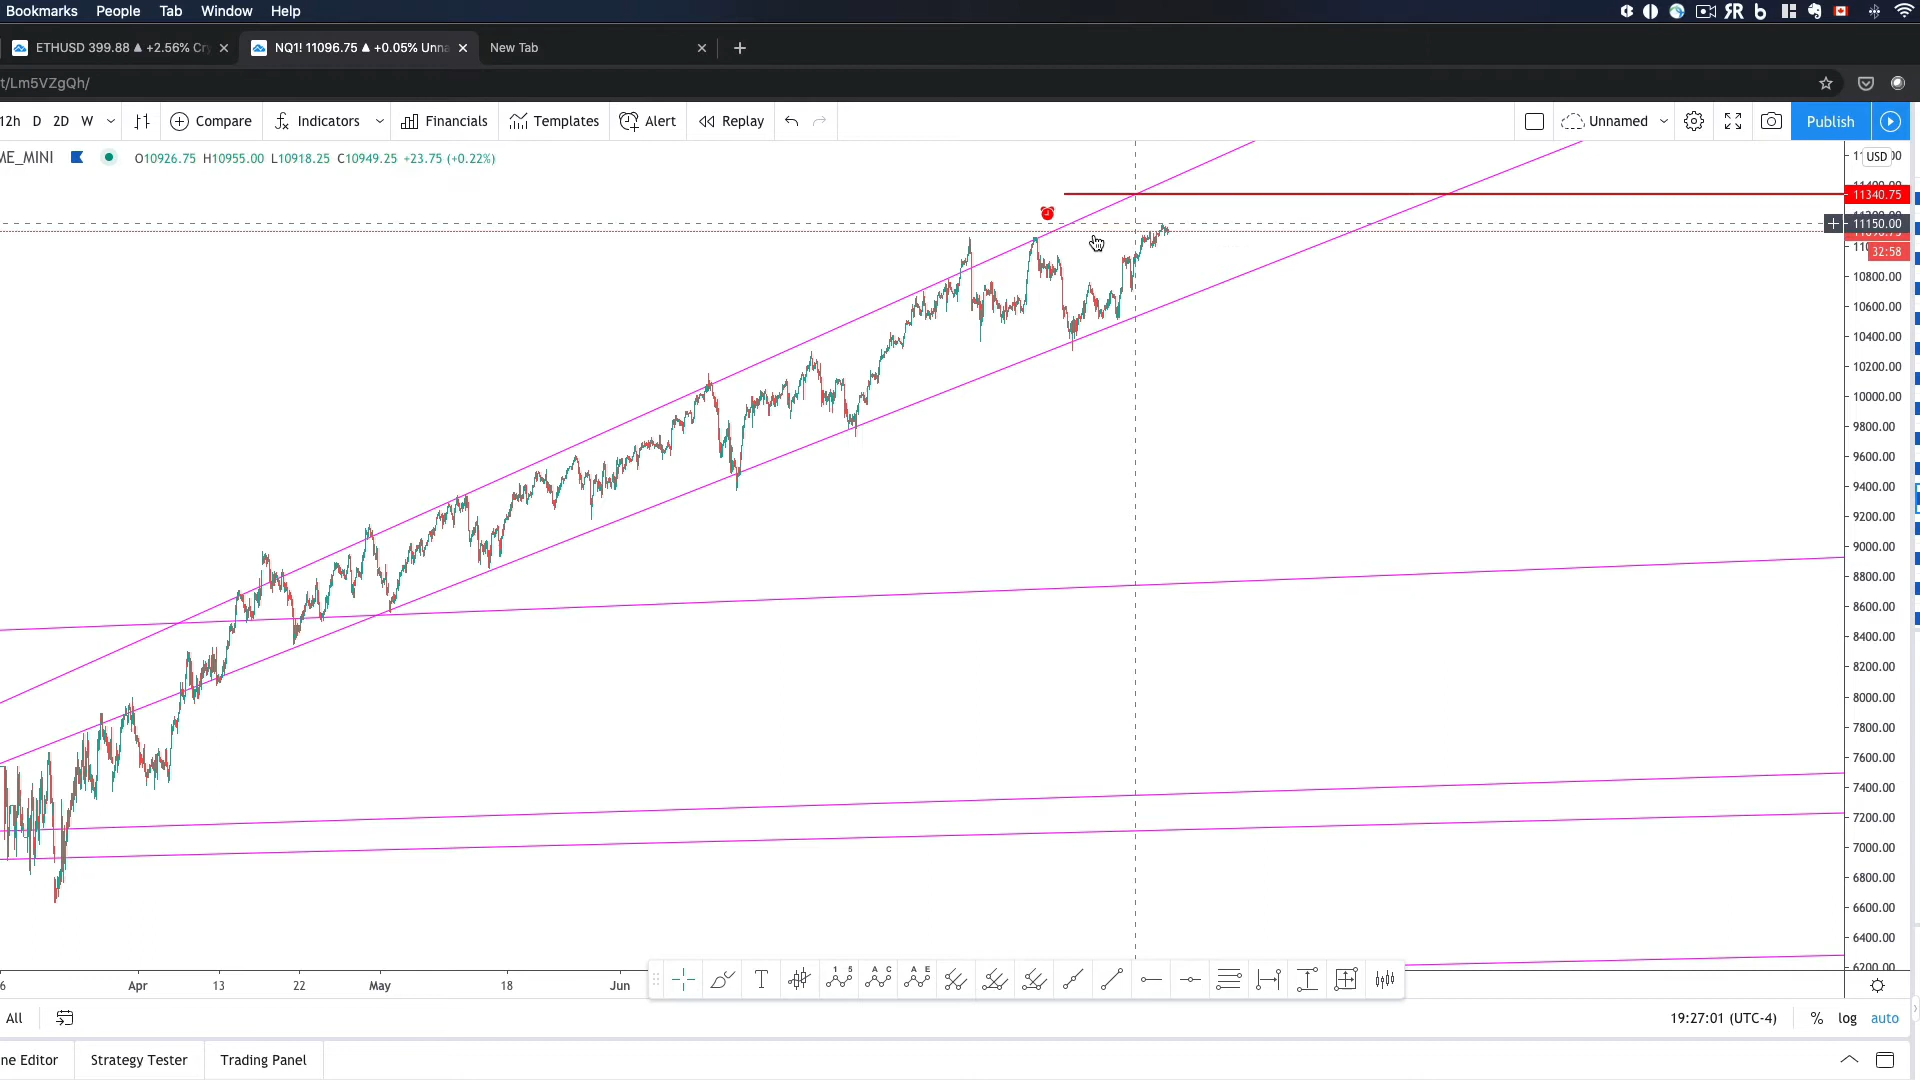 Bookmarks People Tab Window Help
ETHUSD 399.88 ▲ +2.56% Cry
NQ1! 11096.75 ▲ +0.05% Unna
New Tab
t/Lm5VZgQh/
12h D 2D W Compare Indicators Financials Templates Alert Replay Unnamed Publish
ME_MINI O10926.75 H10955.00 L10918.25 C10949.25 +23.75 (+0.22%)
USD
11340.75
11150.00
32:58
10800.00
10600.00
10400.00
10200.00
10000.00
9800.00
9600.00
9400.00
9200.00
9000.00
8800.00
8600.00
8400.00
8200.00
8000.00
7800.00
7600.00
7400.00
7200.00
7000.00
6800.00
6600.00
6400.00
6200.00
6 Apr 13 22 May 18 Jun
All 19:27:01 (UTC-4) % log auto
ne Editor Strategy Tester Trading Panel